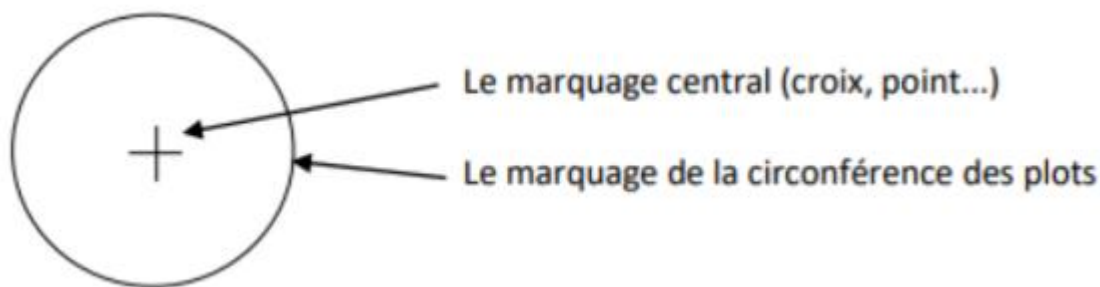 Le marquage central (croix, point...)
Le marquage de la circonférence des plots